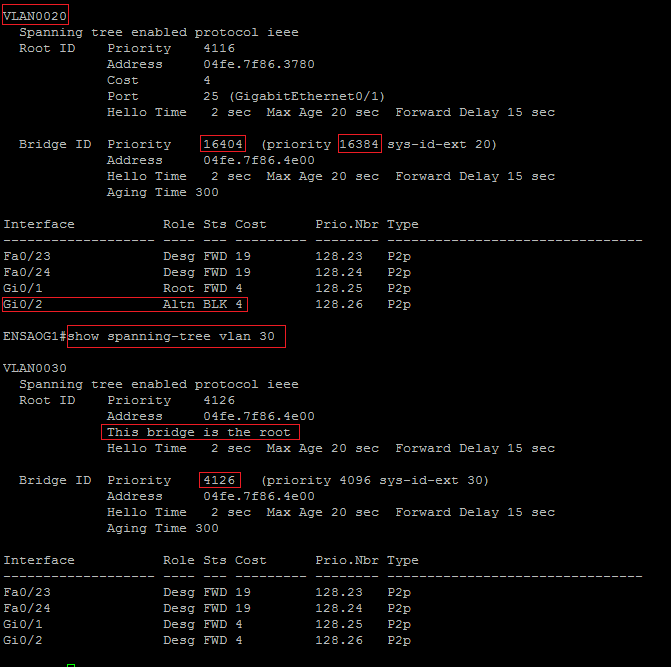 VLAN0020
Spanning tree enabled protocol ieee
Root ID Priority 4116
Address 04fe.7f86.3780
Cost 4
Port 25 (GigabitEthernet0/1)
Hello Time 2 sec Max Age 20 sec Forward Delay 15 sec
Bridge ID Priority 16404 (priority 16384 sys-id-ext 20)
Address 04fe.7f86.4e00
Hello Time 2 sec Max Age 20 sec Forward Delay 15 sec
Aging Time 300
Interface Role Sts Cost Prio.Nbr Type
------------------- ---- --- --------- -------- --------------------------------
Fa0/23 Desg FWD 19 128.23 P2p
Fa0/24 Desg FWD 19 128.24 P2p
Gi0/1 Root FWD 4 128.25 P2p
Gi0/2 Altn BLK 4 128.26 P2p
ENSAOG1#show spanning-tree vlan 30
VLAN0030
Spanning tree enabled protocol ieee
Root ID Priority 4126
Address 04fe.7f86.4e00
This bridge is the root
Hello Time 2 sec Max Age 20 sec Forward Delay 15 sec
Bridge ID Priority 4126 (priority 4096 sys-id-ext 30)
Address 04fe.7f86.4e00
Hello Time 2 sec Max Age 20 sec Forward Delay 15 sec
Aging Time 300
Interface Role Sts Cost Prio.Nbr Type
------------------- ---- --- --------- -------- --------------------------------
Fa0/23 Desg FWD 19 128.23 P2p
Fa0/24 Desg FWD 19 128.24 P2p
Gi0/1 Desg FWD 4 128.25 P2p
Gi0/2 Desg FWD 4 128.26 P2p